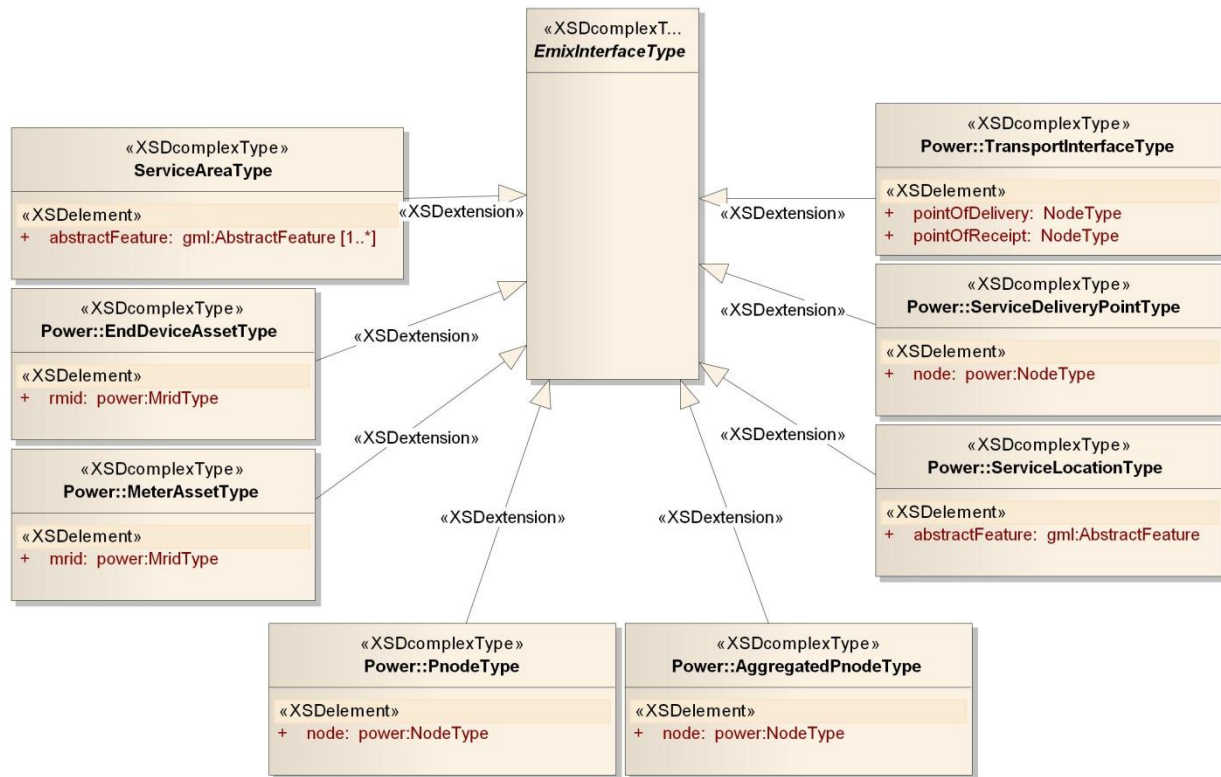 «XSDcomplexT...
EmixInterfaceType
«XSDcomplexType»
ServiceAreaType
«XSDelement»
+ abstractFeature: gml:AbstractFeature [1..*]
«XSDextension»
«XSDcomplexType»
Power::EndDeviceAssetType
«XSDelement»
+ rmid: power:MridType
«XSDextension»
«XSDcomplexType»
Power::MeterAssetType
«XSDelement»
+ mrid: power:MridType
«XSDextension»
«XSDcomplexType»
Power::PnodeType
«XSDelement»
+ node: power:NodeType
«XSDextension»
«XSDcomplexType»
Power::AggregatedPnodeType
«XSDelement»
+ node: power:NodeType
«XSDextension»
«XSDcomplexType»
Power::TransportInterfaceType
«XSDelement»
+ pointOfDelivery: NodeType
+ pointOfReceipt: NodeType
«XSDextension»
«XSDcomplexType»
Power::ServiceDeliveryPointType
«XSDelement»
+ node: power:NodeType
«XSDextension»
«XSDcomplexType»
Power::ServiceLocationType
«XSDelement»
+ abstractFeature: gml:AbstractFeature
«XSDextension»